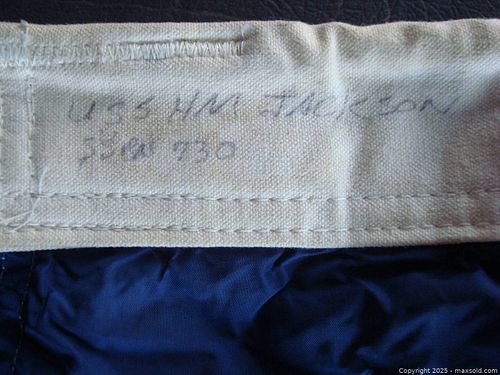 USS HM JACKSON
SSBN 730
Copyright 2025 - maxsold.com